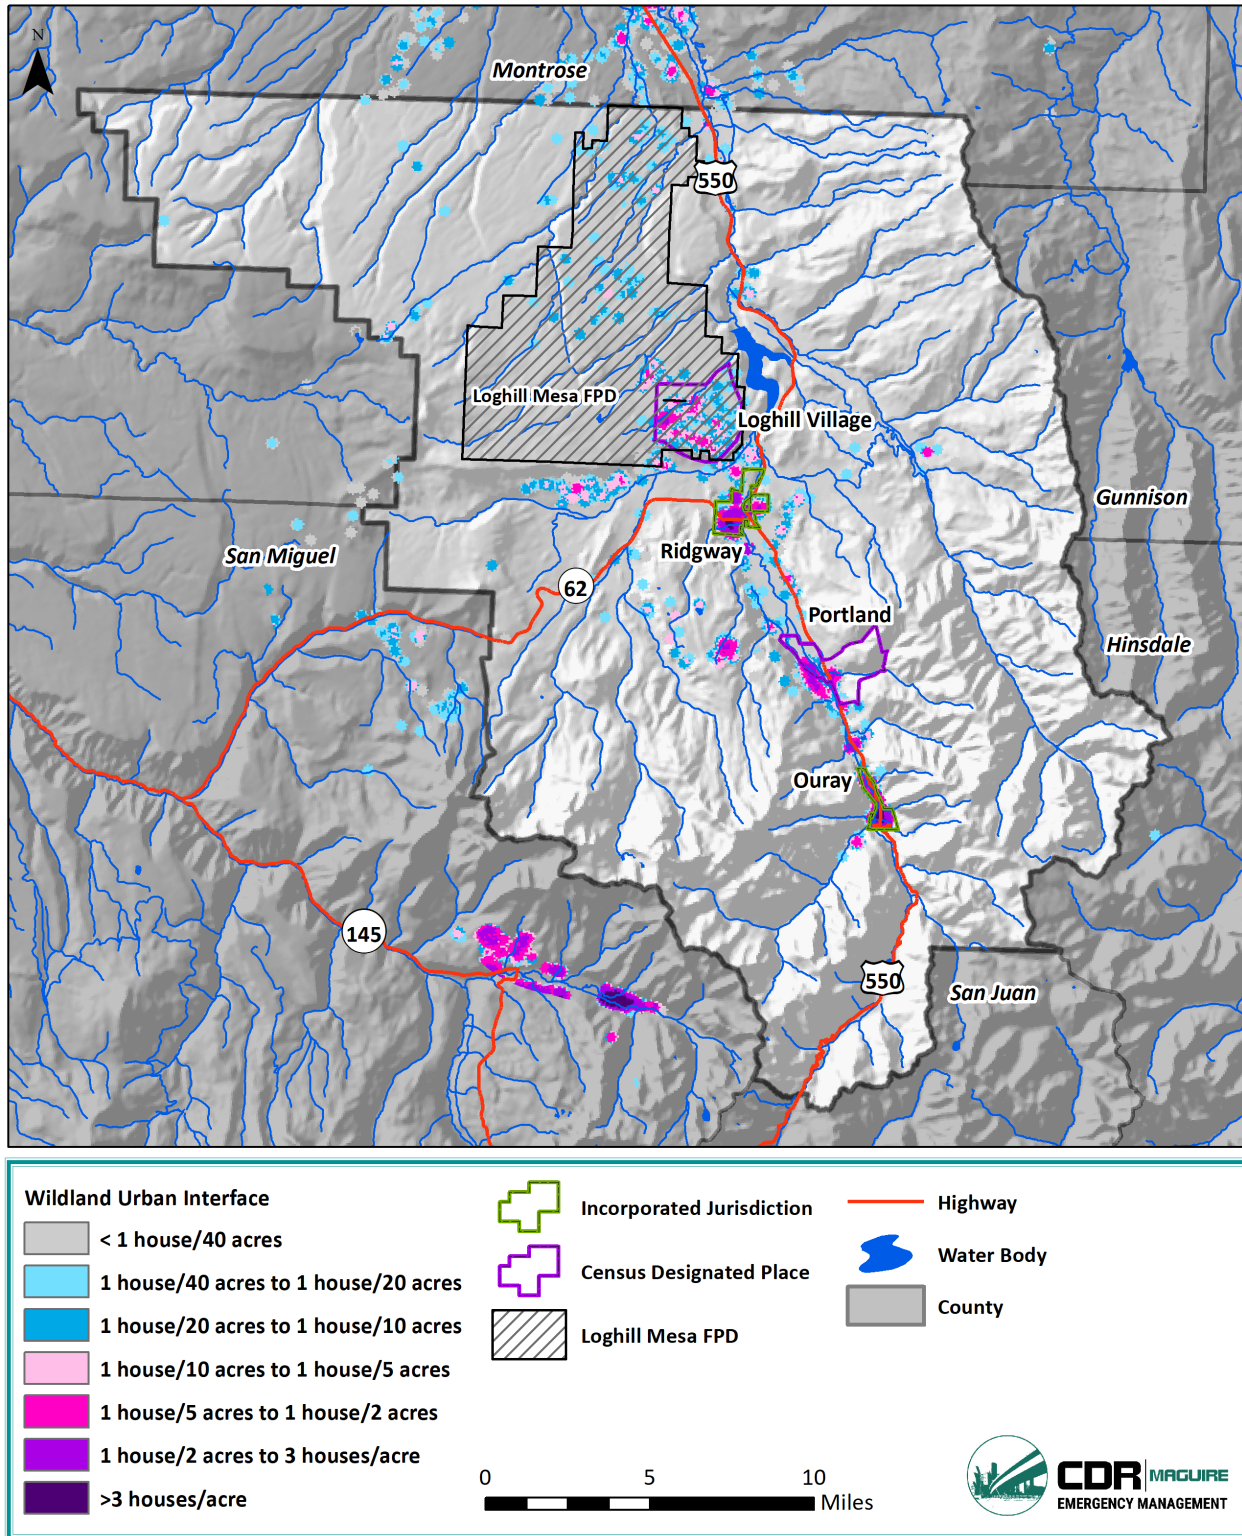 N
Montrose
550
Loghill Mesa FPD
Loghill Village
Gunnison
San Miguel
Ridgway
62
Portland
Hinsdale
Ouray
145
550
San Juan
Wildland Urban Interface
< 1 house/40 acres
1 house/40 acres to 1 house/20 acres
1 house/20 acres to 1 house/10 acres
1 house/10 acres to 1 house/5 acres
1 house/5 acres to 1 house/2 acres
1 house/2 acres to 3 houses/acre
>3 houses/acre
Incorporated Jurisdiction
Census Designated Place
Loghill Mesa FPD
Highway
Water Body
County
0 5 10
Miles
CDR MAGUIRE
EMERGENCY MANAGEMENT